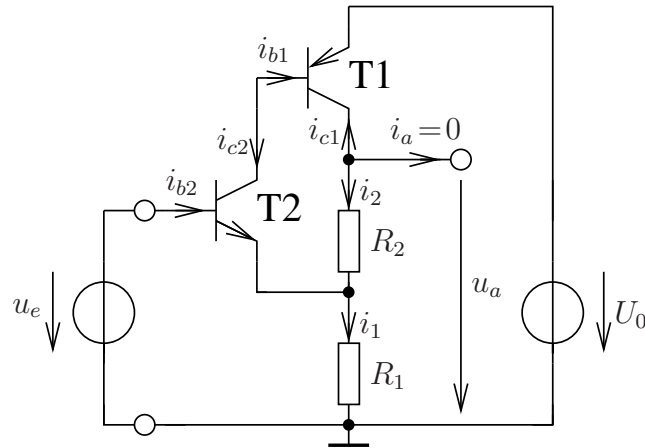 i_{b1}
T1
i_{c2}
i_{c1}
i_a=0
i_{b2}
T2
i_2
R_2
u_e
u_a
U_0
i_1
R_1